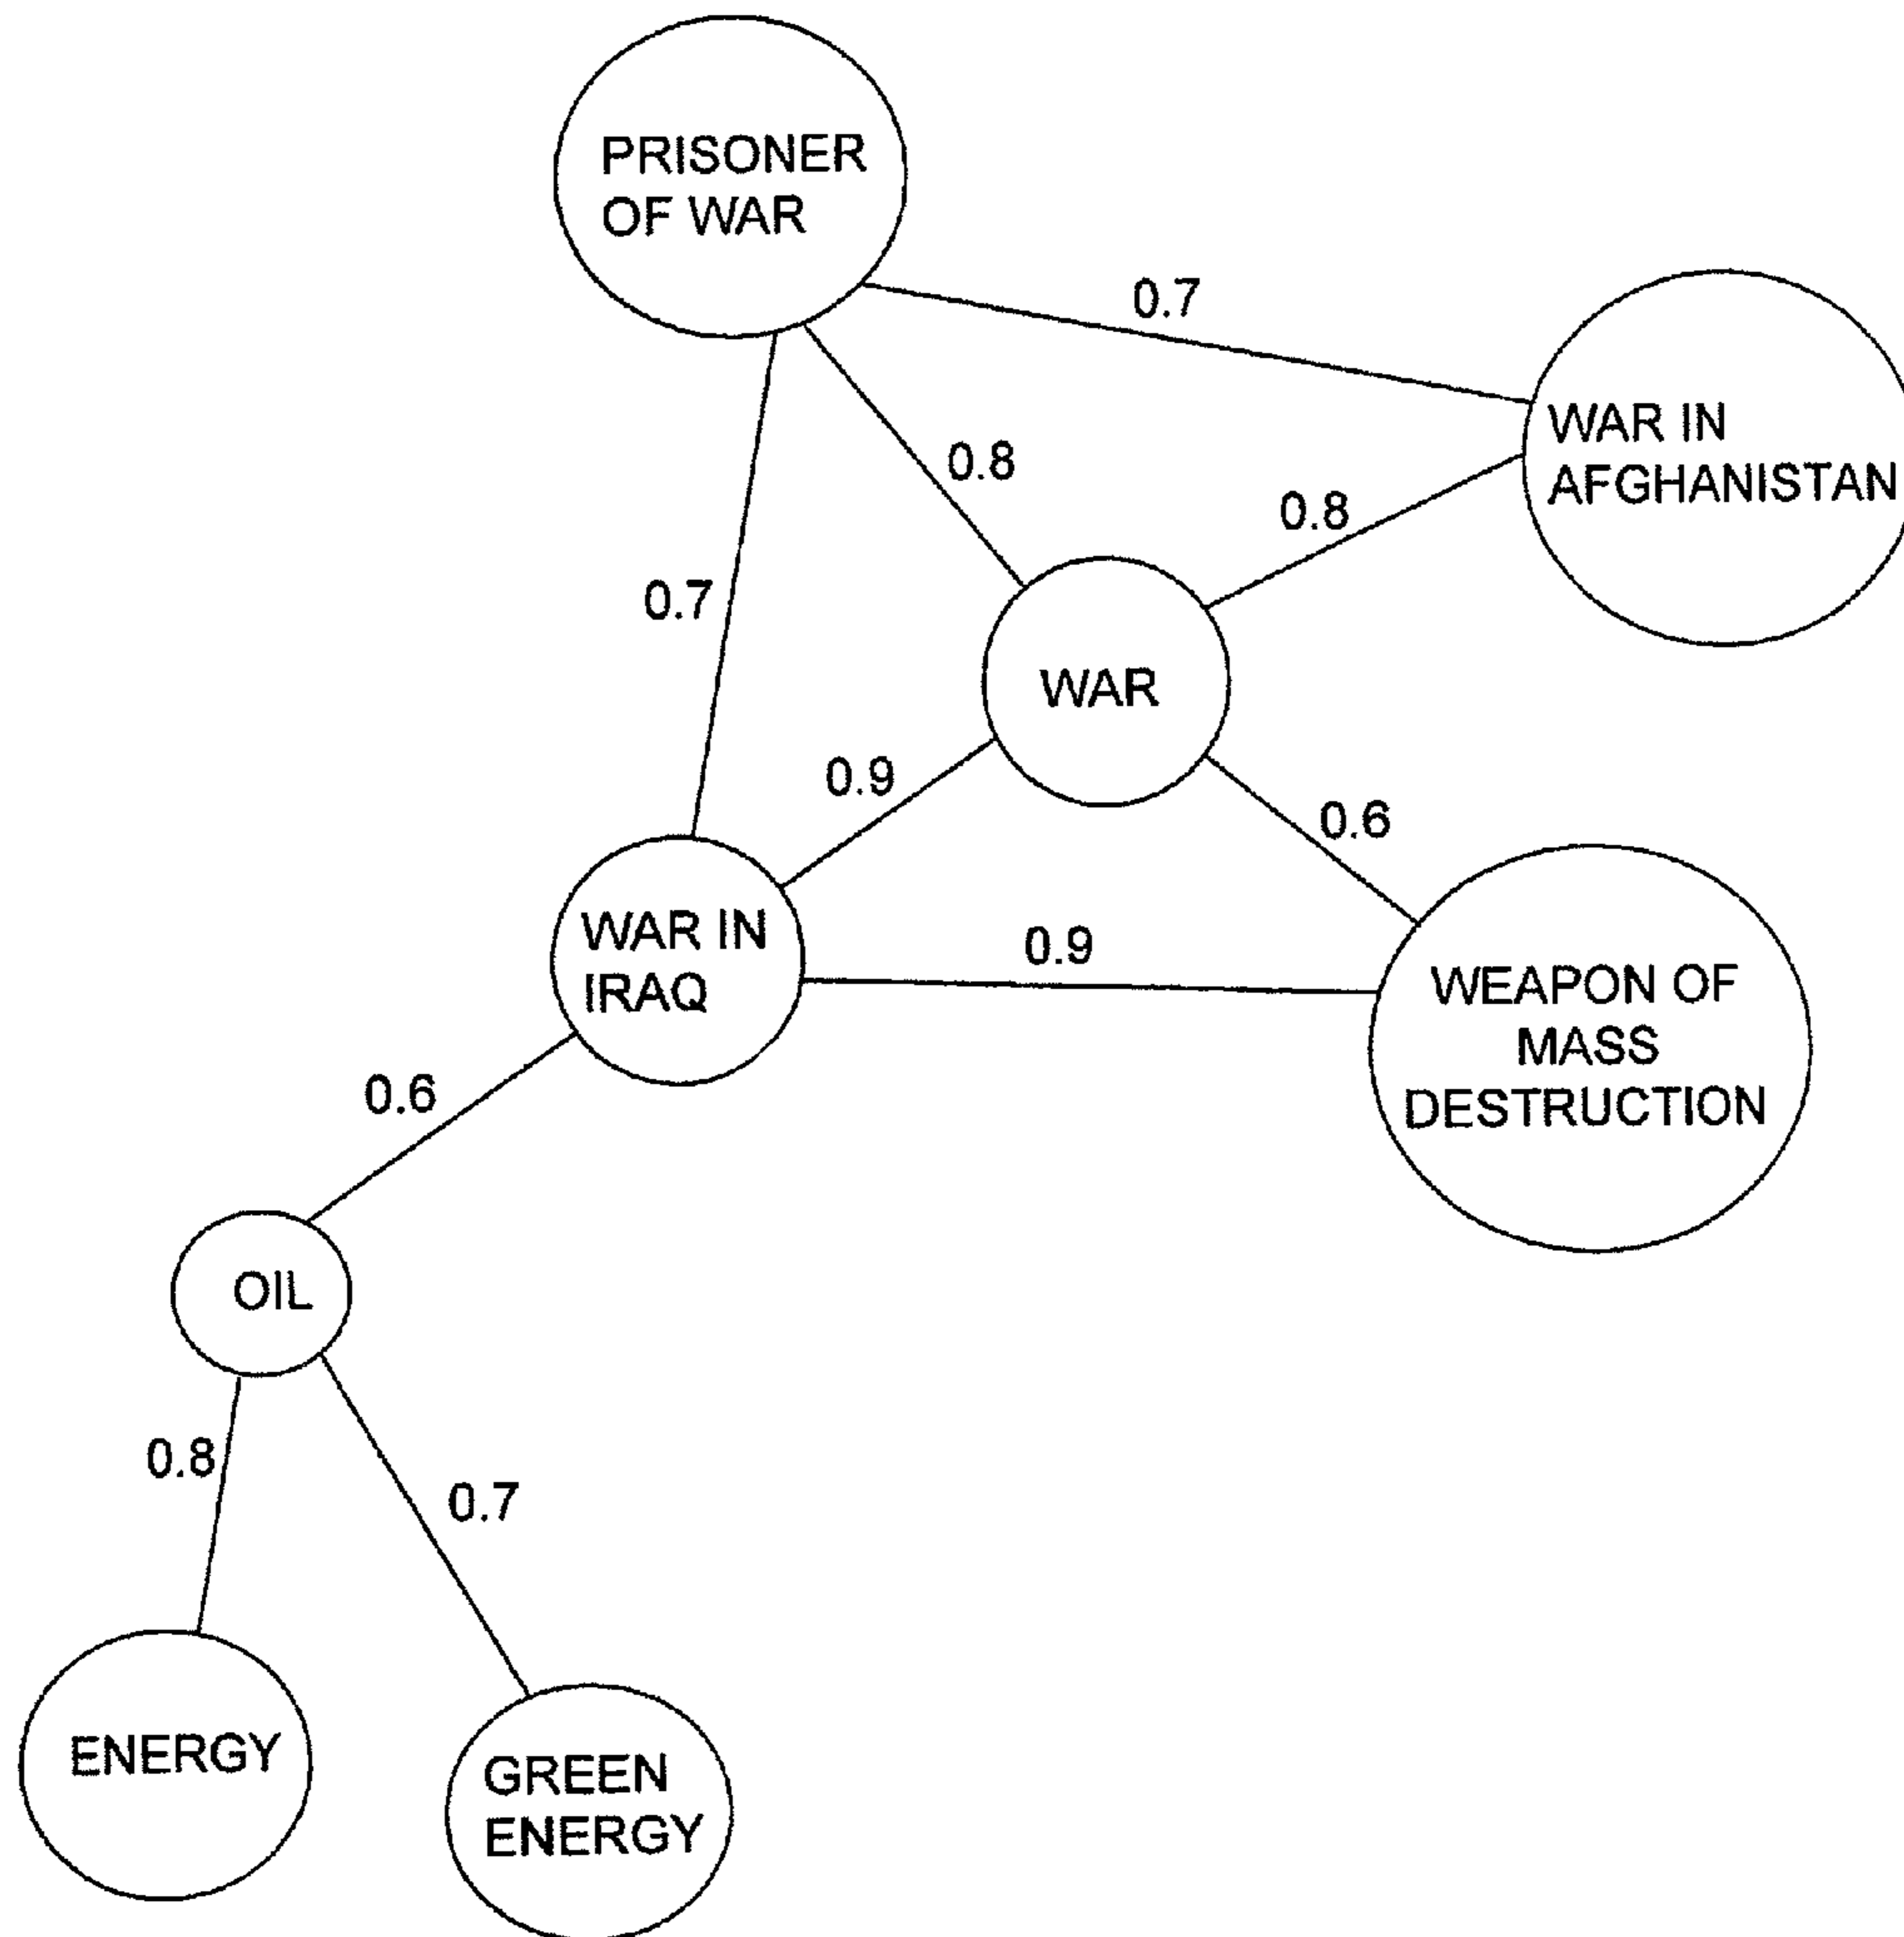 PRISONER
OF WAR
0.7
WAR IN
AFGHANISTAN
0.8
0.8
0.7
WAR
0.9
0.6
WAR IN
IRAQ
0.9
WEAPON OF
MASS
DESTRUCTION
0.6
OIL
0.8
0.7
ENERGY
GREEN
ENERGY